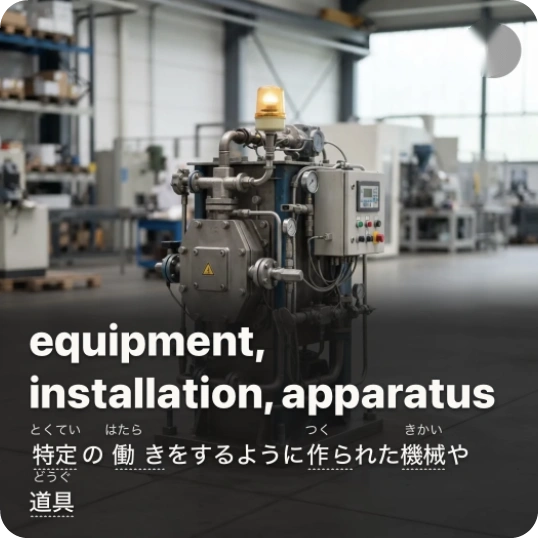 equipment,
installation, apparatus
とくてい はたら つく きかい
特定の働きをするように作られた機械や
どうぐ
道具